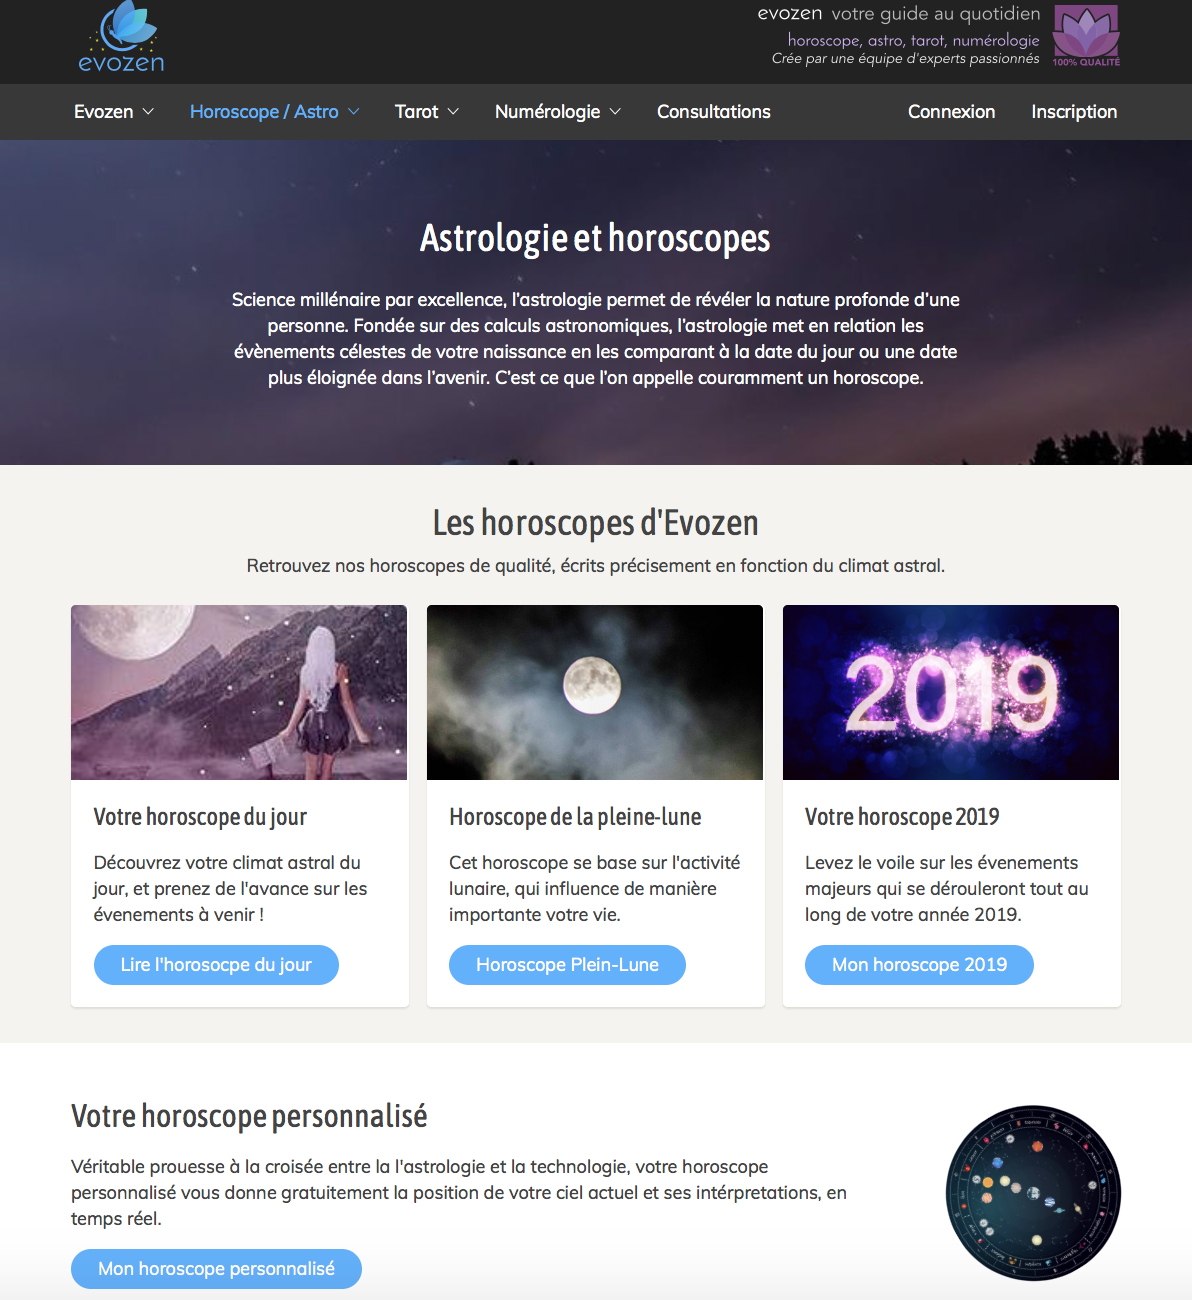 evozen
evozen votre guide au quotidien
horoscope, astro, tarot, numérologie
Crée par une équipe d'experts passionnés
100% QUALITÉ
Evozen Horoscope / Astro Tarot Numérologie Consultations Connexion Inscription
Astrologie et horoscopes
Science millénaire par excellence, l'astrologie permet de révéler la nature profonde d'une
personne. Fondée sur des calculs astronomiques, l'astrologie met en relation les
évènements célestes de votre naissance en les comparant à la date du jour ou une date
plus éloignée dans l'avenir. C'est ce que l'on appelle couramment un horoscope.
Les horoscopes d'Evozen
Retrouvez nos horoscopes de qualité, écrits précisement en fonction du climat astral.
2019
Votre horoscope du jour
Découvrez votre climat astral du
jour, et prenez de l'avance sur les
évenements à venir !
Lire l'horosocpe du jour
Horoscope de la pleine-lune
Cet horoscope se base sur l'activité
lunaire, qui influence de manière
importante votre vie.
Horoscope Plein-Lune
Votre horoscope 2019
Levez le voile sur les évenements
majeurs qui se dérouleront tout au
long de votre année 2019.
Mon horoscope 2019
Votre horoscope personnalisé
Véritable prouesse à la croisée entre la l'astrologie et la technologie, votre horoscope
personnalisé vous donne gratuitement la position de votre ciel actuel et ses intérpretations, en
temps réel.
Mon horoscope personnalisé